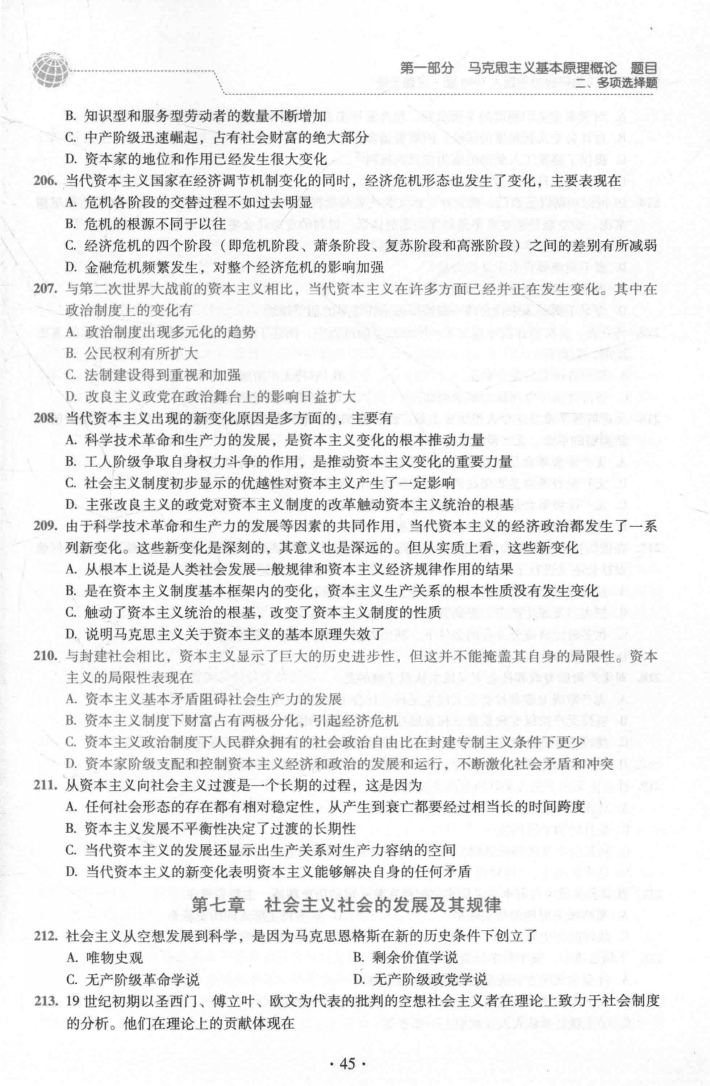 第一部分 马克思主义基本原理概论 题目
二、多项选择题
B. 知识型和服务型劳动者的数量不断增加
C. 中产阶级迅速崛起，占有社会财富的绝大部分
D. 资本家的地位和作用已经发生很大变化
206. 当代资本主义国家在经济调节机制变化的同时，经济危机形态也发生了变化，主要表现在
A. 危机各阶段的交替过程不如过去明显
B. 危机的根源不同于以往
C. 经济危机的四个阶段（即危机阶段、萧条阶段、复苏阶段和高涨阶段）之间的差别有所减弱
D. 金融危机频繁发生，对整个经济危机的影响加强
207. 与第二次世界大战前的资本主义相比，当代资本主义在许多方面已经并正在发生变化。其中在
政治制度上的变化有
A. 政治制度出现多元化的趋势
B. 公民权利有所扩大
C. 法制建设得到重视和加强
D. 改良主义政党在政治舞台上的影响日益扩大
208. 当代资本主义出现的新变化原因是多方面的，主要有
A. 科学技术革命和生产力的发展，是资本主义变化的根本推动力量
B. 工人阶级争取自身权力斗争的作用，是推动资本主义变化的重要力量
C. 社会主义制度初步显示的优越性对资本主义产生了一定影响
D. 主张改良主义的政党对资本主义制度的改革触动资本主义统治的根基
209. 由于科学技术革命和生产力的发展等因素的共同作用，当代资本主义的经济政治都发生了一系
列新变化。这些新变化是深刻的，其意义也是深远的。但从实质上看，这些新变化
A. 从根本上说是人类社会发展一般规律和资本主义经济规律作用的结果
B. 是在资本主义制度基本框架内的变化，资本主义生产关系的根本性质没有发生变化
C. 触动了资本主义统治的根基，改变了资本主义制度的性质
D. 说明马克思主义关于资本主义的基本原理失效了
210. 与封建社会相比，资本主义显示了巨大的历史进步性，但这并不能掩盖其自身的局限性。资本
主义的局限性表现在
A. 资本主义基本矛盾阻碍社会生产力的发展
B. 资本主义制度下财富占有两极分化，引起经济危机
C. 资本主义政治制度下人民群众拥有的社会政治自由比在封建专制主义条件下更少
D. 资本家阶级支配和控制资本主义经济和政治的发展和运行，不断激化社会矛盾和冲突
211. 从资本主义向社会主义过渡是一个长期的过程，这是因为
A. 任何社会形态的存在都有相对稳定性，从产生到衰亡都要经过相当长的时间跨度
B. 资本主义发展不平衡性决定了过渡的长期性
C. 当代资本主义的发展还显示出生产关系对生产力容纳的空间
D. 当代资本主义的新变化表明资本主义能够解决自身的任何矛盾
第七章 社会主义社会的发展及其规律
212. 社会主义从空想发展到科学，是因为马克思恩格斯在新的历史条件下创立了
A. 唯物史观 B. 剩余价值学说
C. 无产阶级革命学说 D. 无产阶级政党学说
213. 19 世纪初期以圣西门、傅立叶、欧文为代表的批判的空想社会主义者在理论上致力于社会制度
的分析。他们在理论上的贡献体现在
· 45 ·